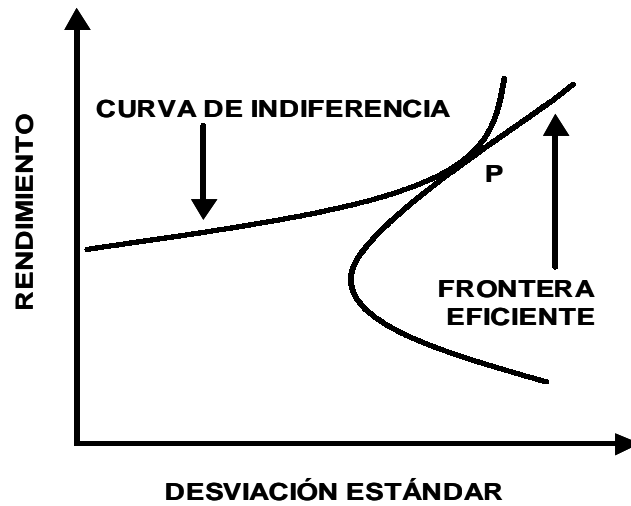 CURVA DE INDIFERENCIA
RENDIMIENTO
P
FRONTERA
EFICIENTE
DESVIACIÓN ESTÁNDAR